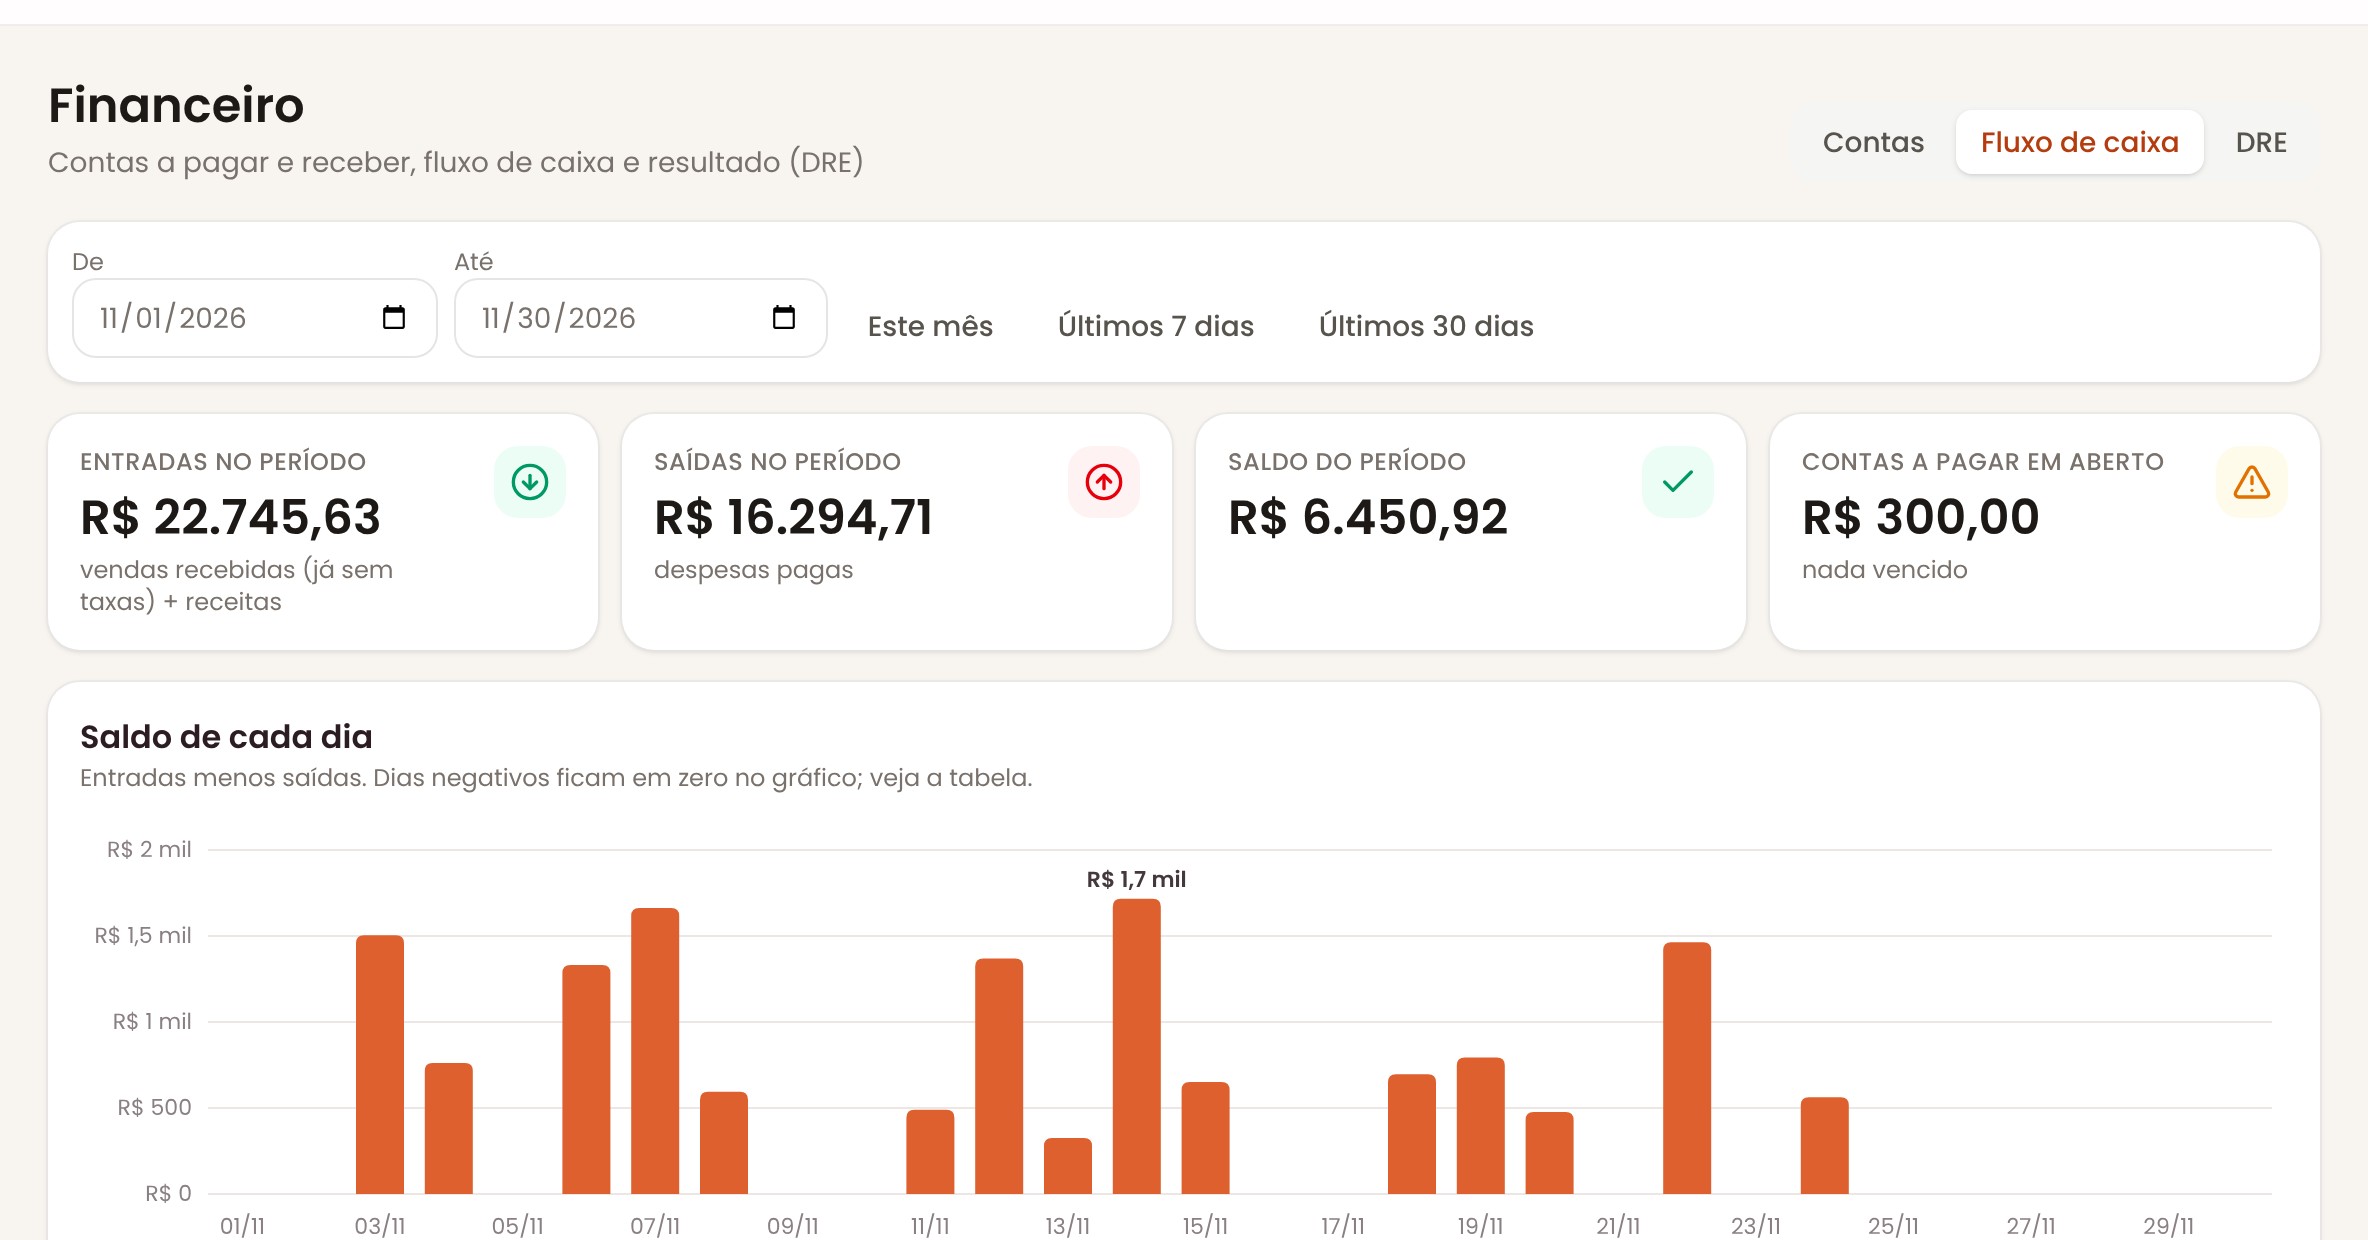 Financeiro
Contas a pagar e receber, fluxo de caixa e resultado (DRE)
Contas
Fluxo de caixa
DRE
De
Até
11/01/2026
11/30/2026
Este mês
Últimos 7 dias
Últimos 30 dias
ENTRADAS NO PERÍODO
R$ 22.745,63
vendas recebidas (já sem
taxas) + receitas
SAÍDAS NO PERÍODO
R$ 16.294,71
despesas pagas
SALDO DO PERÍODO
R$ 6.450,92
CONTAS A PAGAR EM ABERTO
R$ 300,00
nada vencido
Saldo de cada dia
Entradas menos saídas. Dias negativos ficam em zero no gráfico; veja a tabela.
R$ 2 mil
R$ 1,7 mil
R$ 1,5 mil
R$ 1 mil
R$ 500
R$ 0
01/11
03/11
05/11
07/11
09/11
11/11
13/11
15/11
17/11
19/11
21/11
23/11
25/11
27/11
29/11